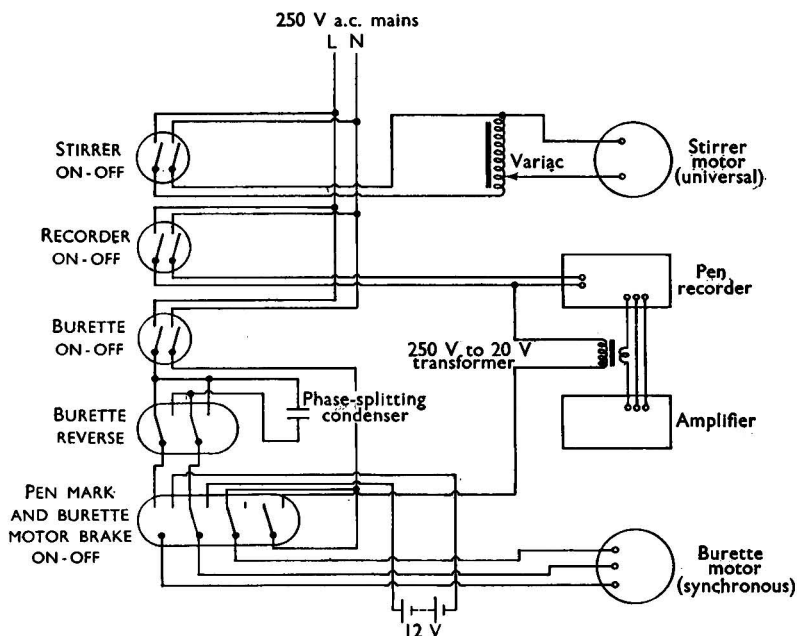 250 V a.c. mains
L N
STIRRER
ON-OFF
Variac
Stirrer
motor
(universal)
RECORDER
ON-OFF
Pen
recorder
BURETTE
ON-OFF
250 V to 20 V
transformer
Phase-splitting
condenser
BURETTE
REVERSE
Amplifier
PEN MARK
AND BURETTE
MOTOR BRAKE
ON-OFF
Burette
motor
(synchronous)
12 V